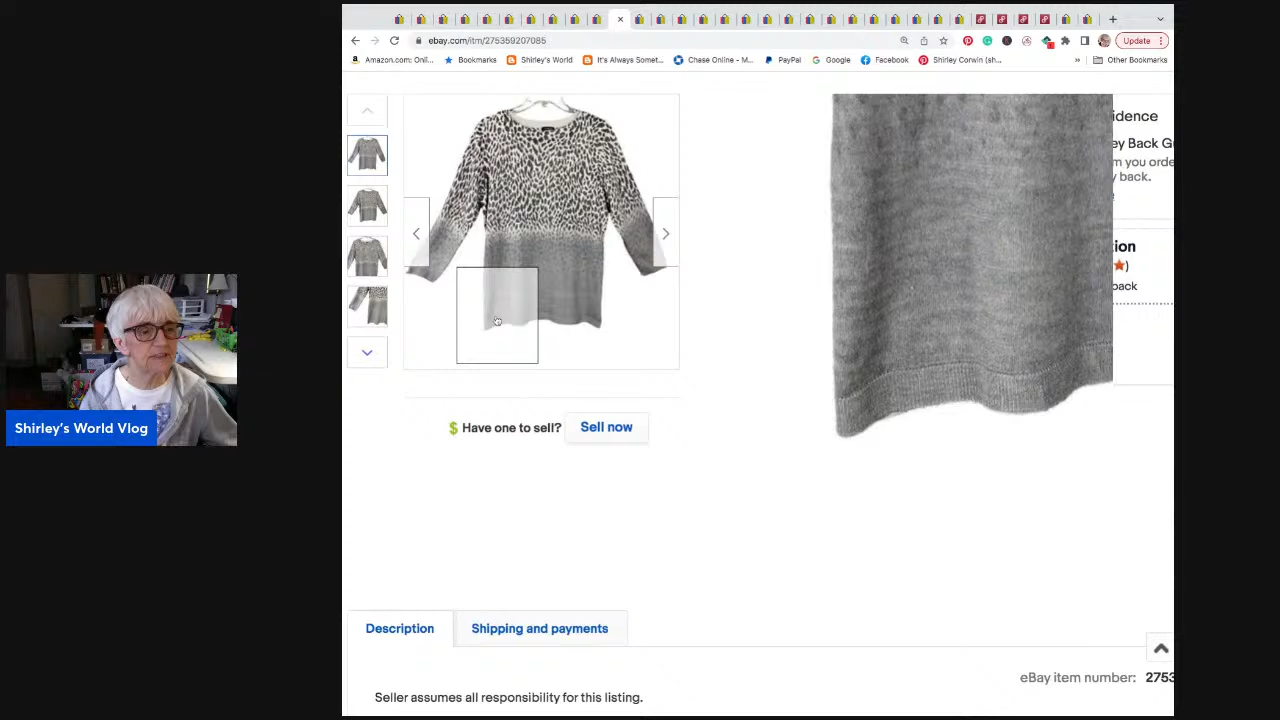 ebay.com/itm/275359207085
Update
Amazon.com: Onli...
Bookmarks
Shirley's World
It's Always Somet...
Chase Online - M...
PayPal
Google
Facebook
Shirley Corwin (sh...
»
Other Bookmarks
idence
ey Back G
m you orde
y back.
tion
)
back
$ Have one to sell? Sell now
Shirley's World Vlog
Description
Shipping and payments
eBay item number: 2753
Seller assumes all responsibility for this listing.